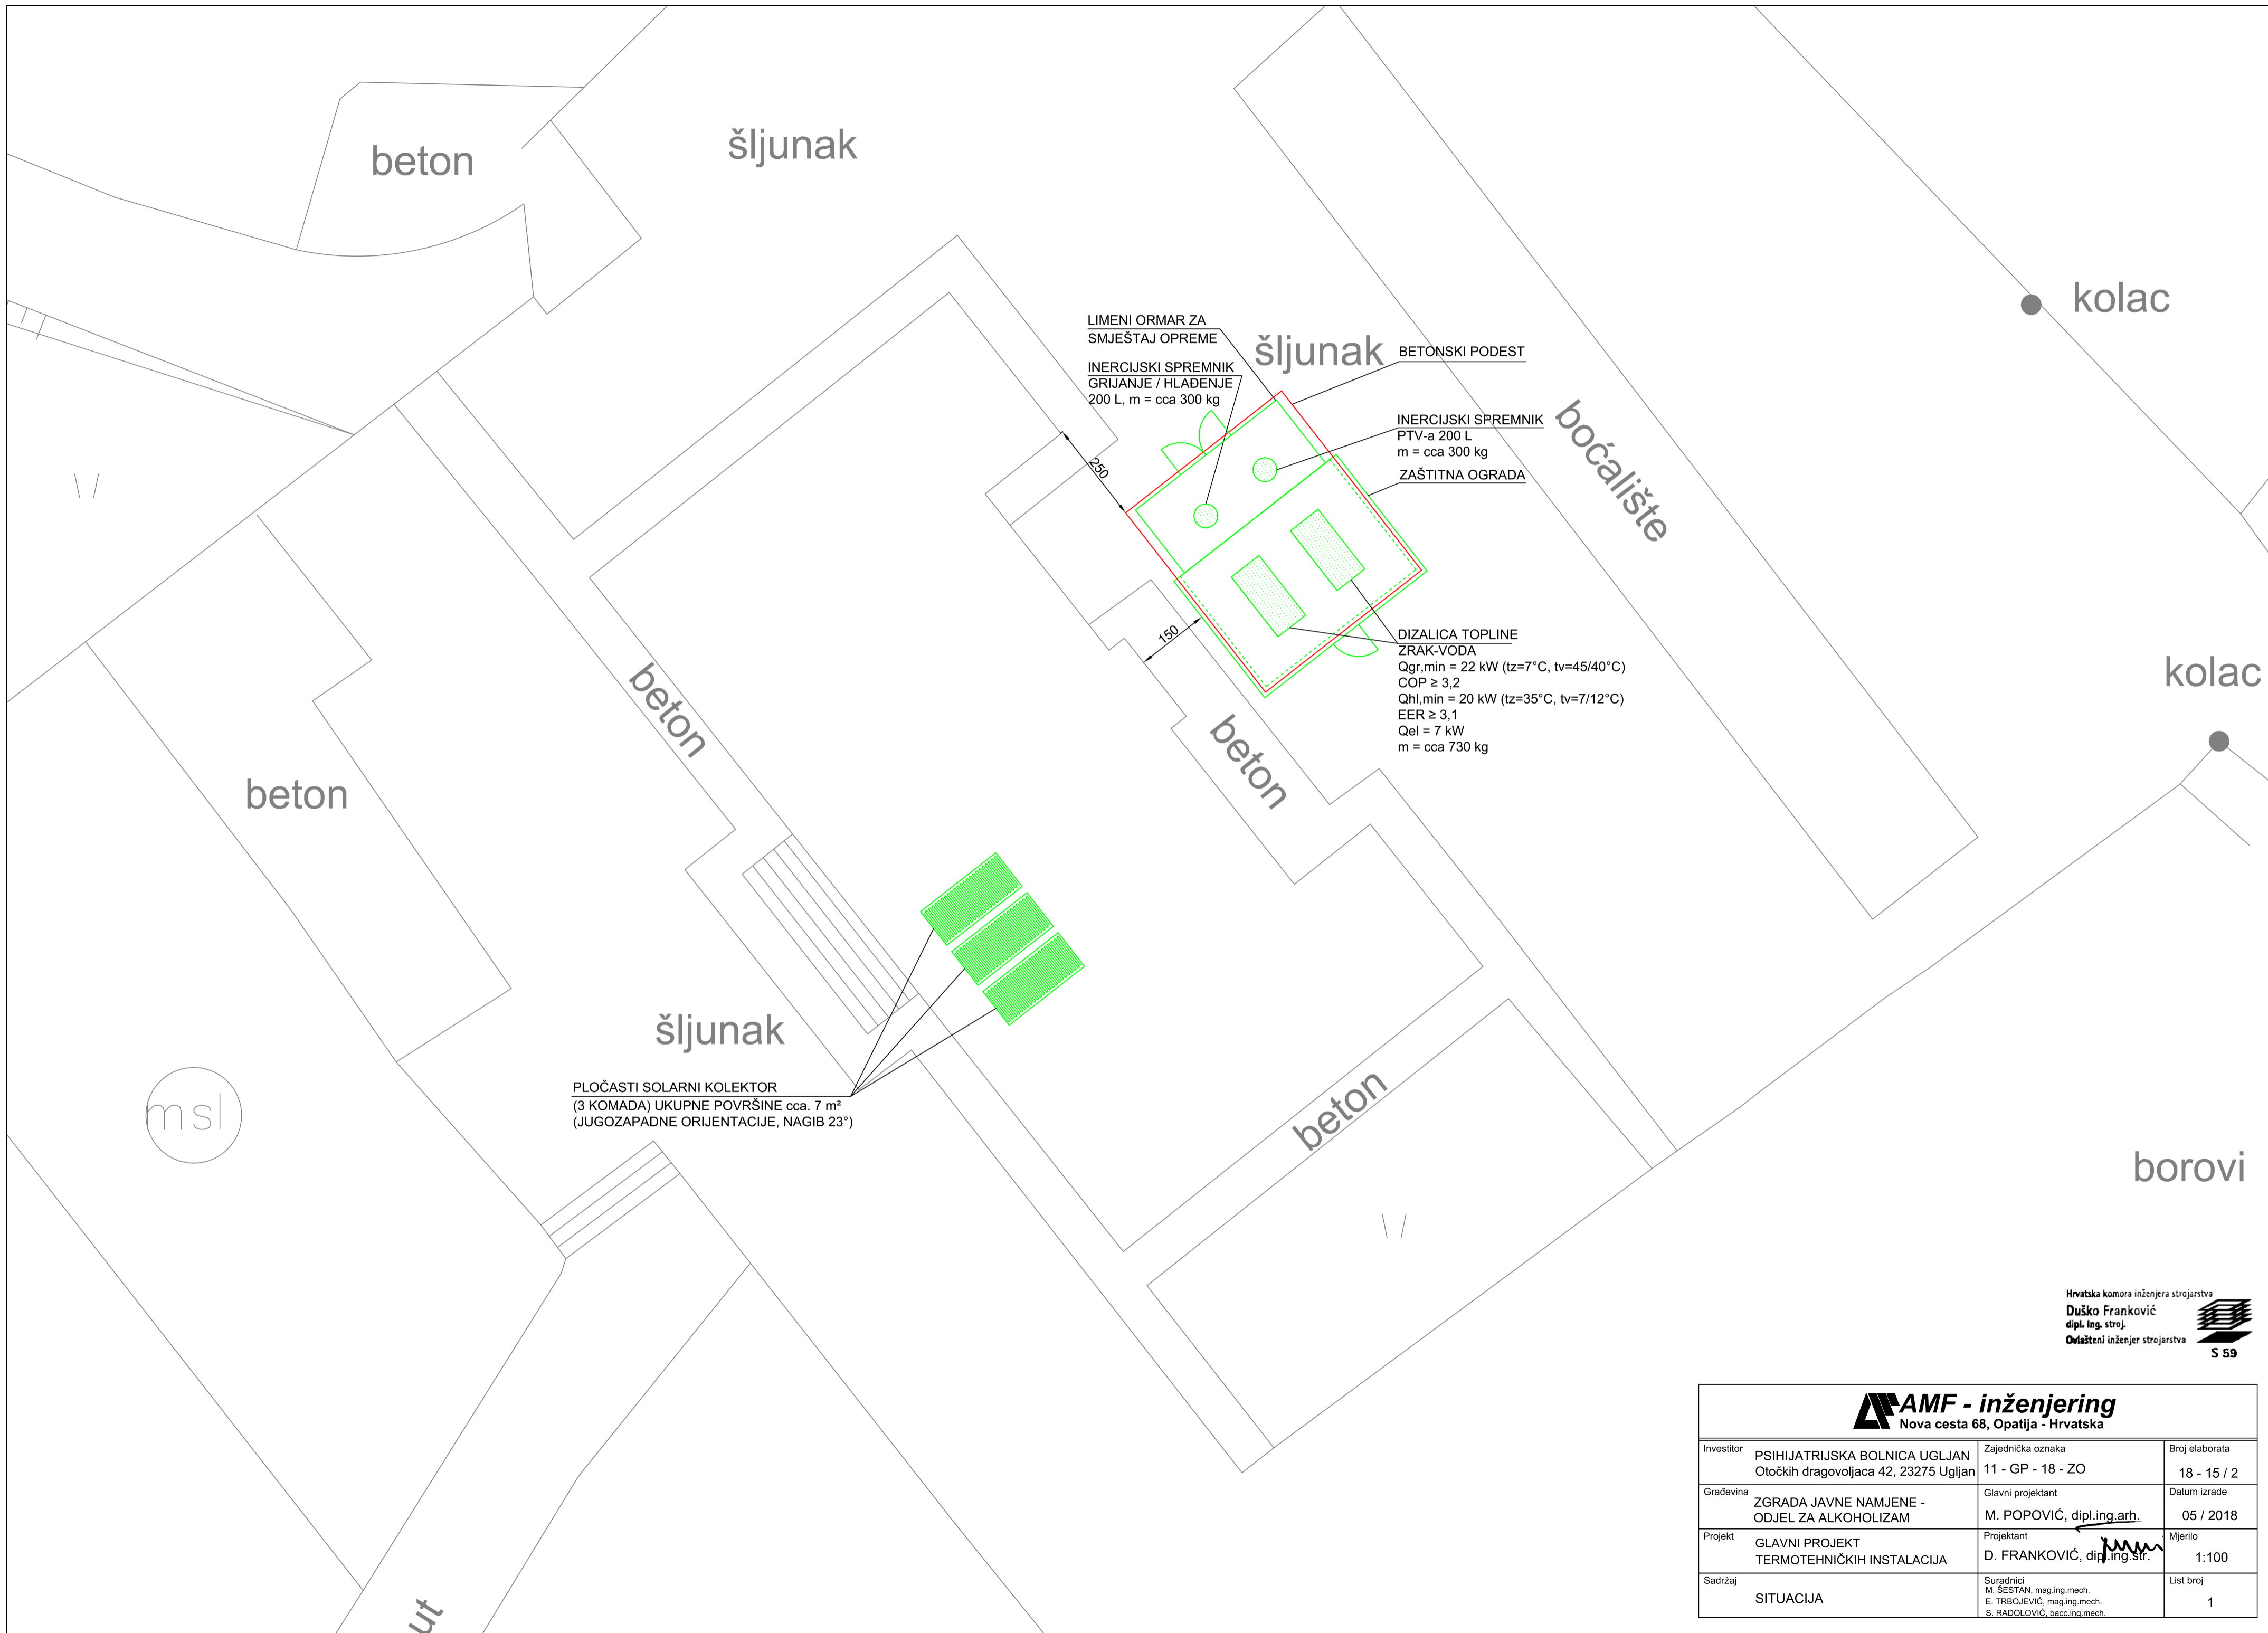 beton
šljunak
kolac
LIMENI ORMAR ZA
SMJEŠTAJ OPREME
šljunak
BETONSKI PODEST
INERCIJSKI SPREMNIK
GRIJANJE / HLAĐENJE
200 L, m = cca 300 kg
INERCIJSKI SPREMNIK
PTV-a 200 L
m = cca 300 kg
ZAŠTITNA OGRADA
boćalište
250
150
DIZALICA TOPLINE
ZRAK-VODA
Qgr,min = 22 kW (tz=7°C, tv=45/40°C)
COP ≥ 3,2
Qhl,min = 20 kW (tz=35°C, tv=7/12°C)
EER ≥ 3,1
Qel = 7 kW
m = cca 730 kg
kolac
beton
beton
beton
šljunak
PLOČASTI SOLARNI KOLEKTOR
(3 KOMADA) UKUPNE POVRŠINE cca. 7 m²
(JUGOZAPADNE ORIJENTACIJE, NAGIB 23°)
msl
beton
borovi
ut
Hrvatska komora inženjera strojarstva
Duško Franković
dipl. ing. stroj.
Ovlašteni inženjer strojarstva
S 59
AMF - inženjering
Nova cesta 68, Opatija - Hrvatska
Investitor
PSIHIJATRIJSKA BOLNICA UGLJAN
Otočkih dragovoljaca 42, 23275 Ugljan
Zajednička oznaka
11 - GP - 18 - ZO
Broj elaborata
18 - 15 / 2
Građevina
ZGRADA JAVNE NAMJENE -
ODJEL ZA ALKOHOLIZAM
Glavni projektant
M. POPOVIĆ, dipl.ing.arh.
Datum izrade
05 / 2018
Projekt
GLAVNI PROJEKT
TERMOTEHNIČKIH INSTALACIJA
Projektant
D. FRANKOVIĆ, dipl.ing.str.
Mjerilo
1:100
Sadržaj
SITUACIJA
Suradnici
M. ŠESTAN, mag.ing.mech.
E. TRBOJEVIĆ, mag.ing.mech.
S. RADOLOVIĆ, bacc.ing.mech.
List broj
1